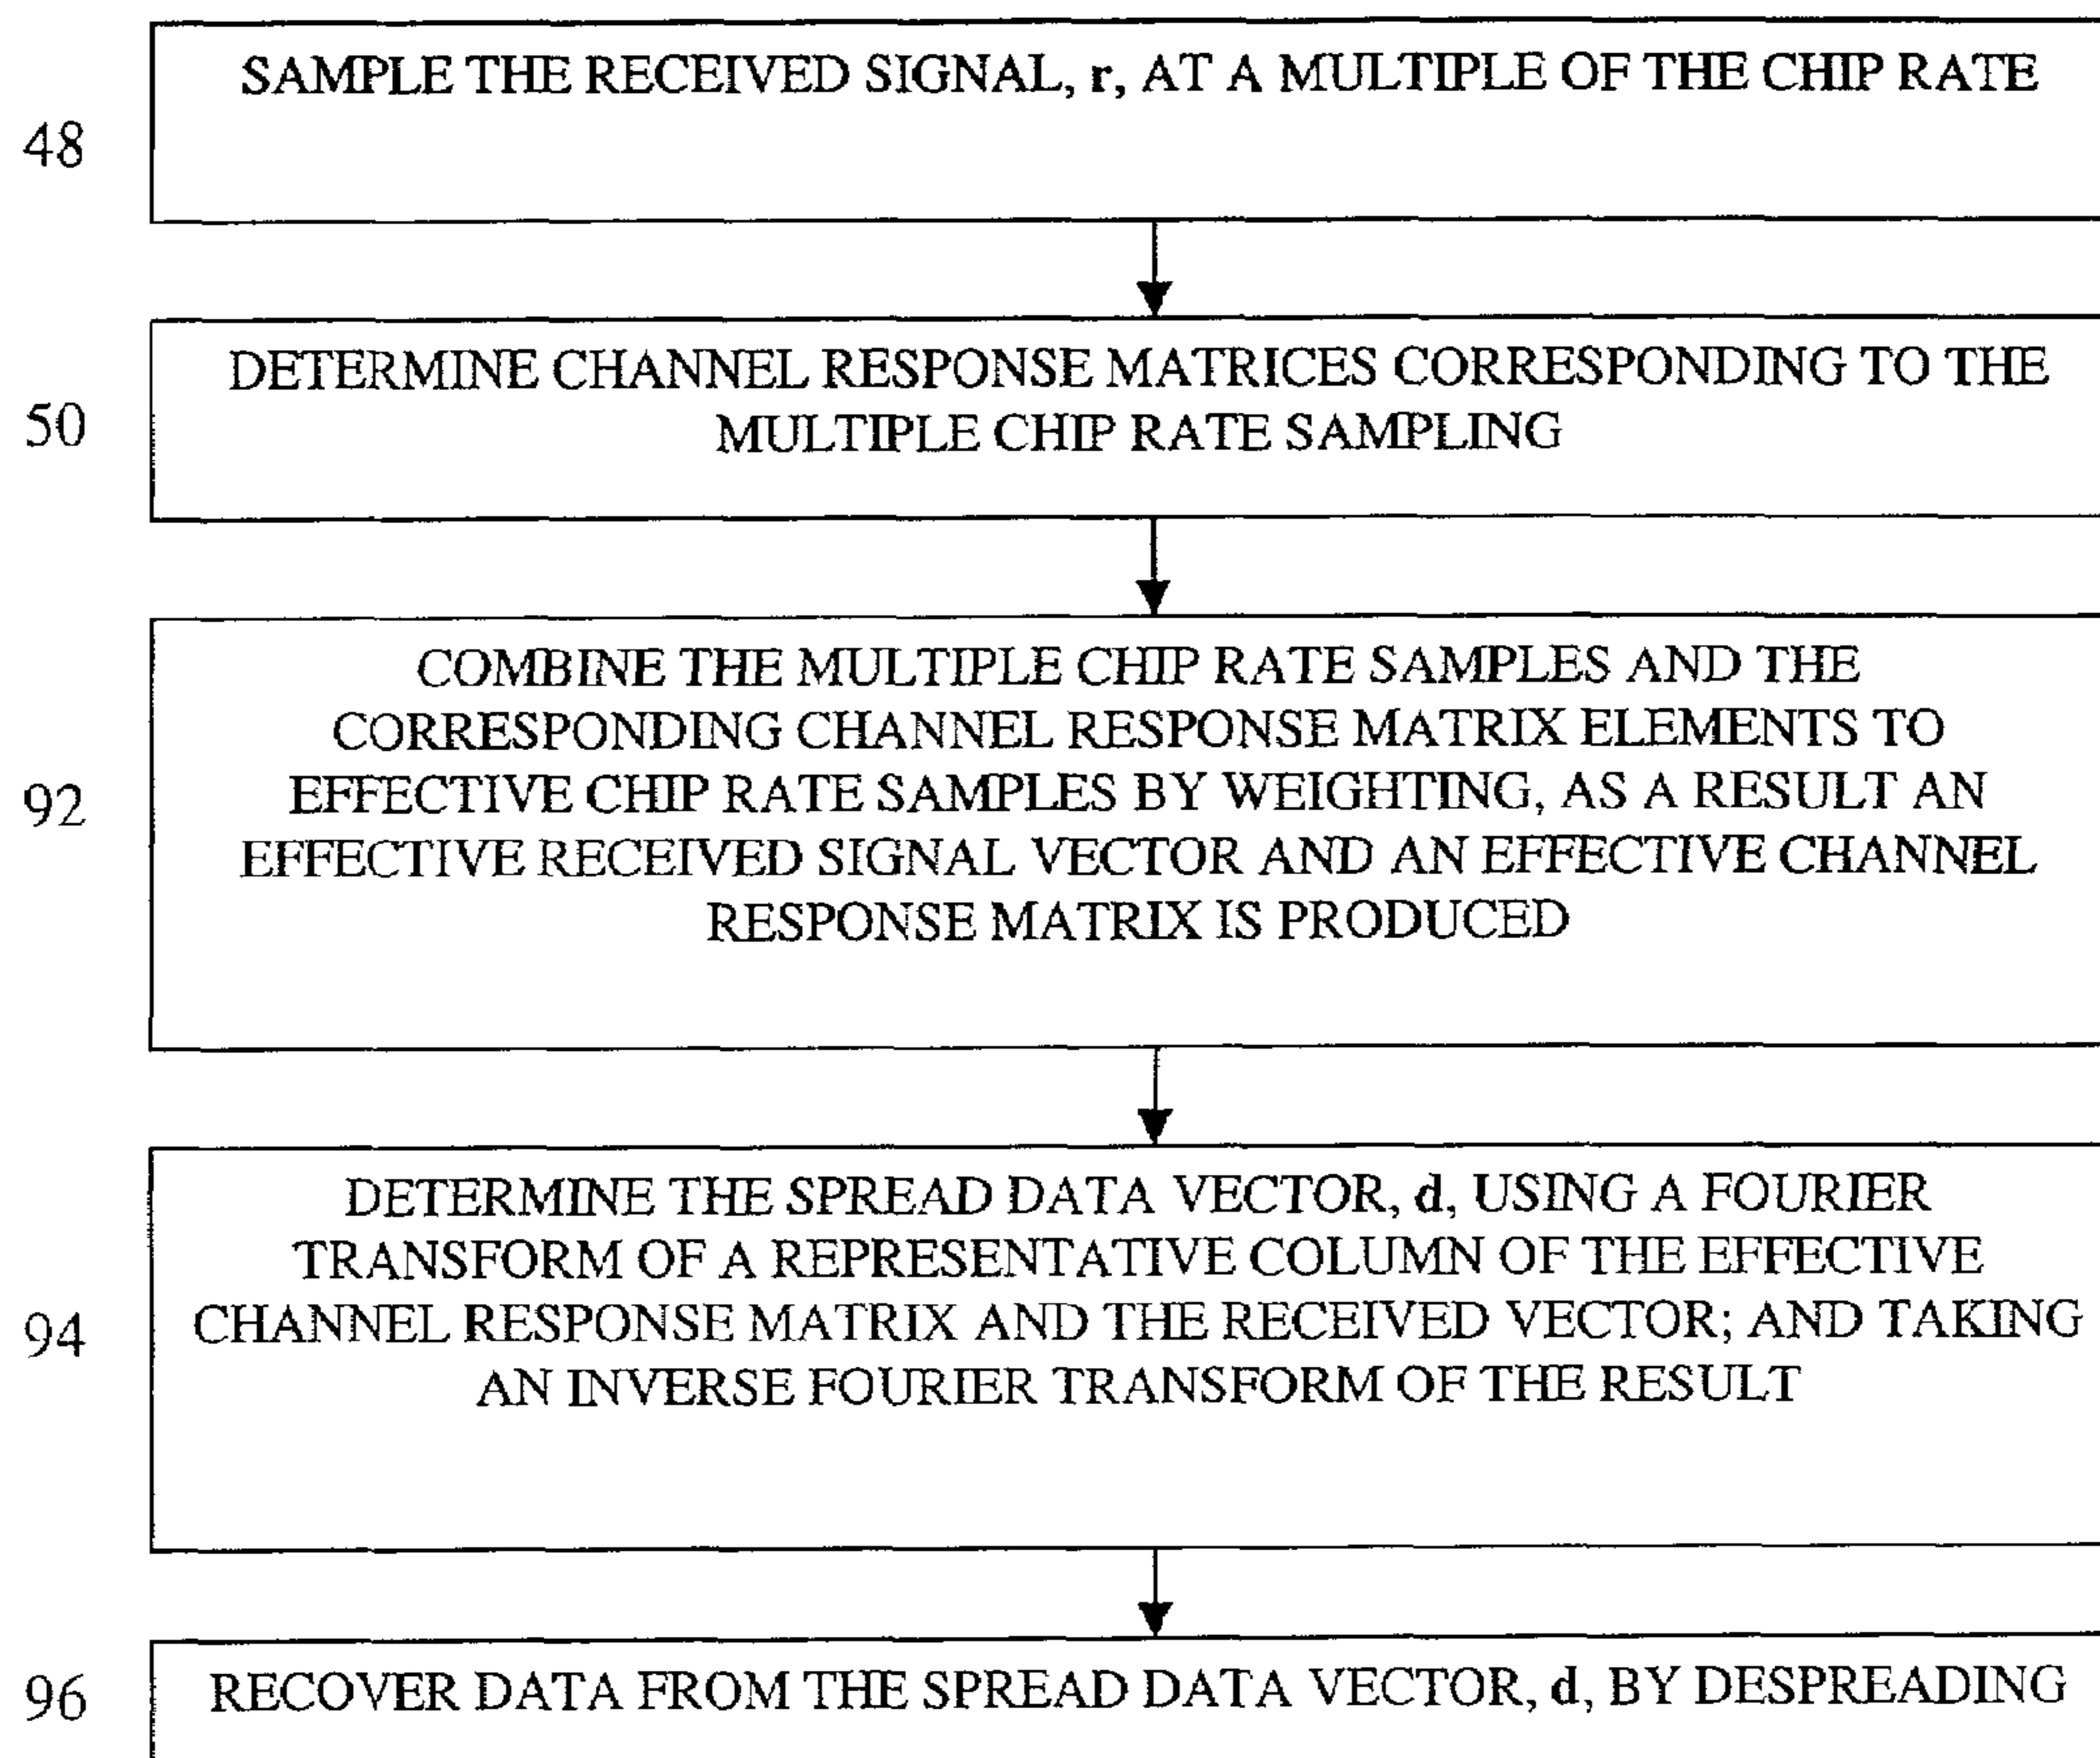 SAMPLE THE RECEIVED SIGNAL, r, AT A MULTIPLE OF THE CHIP RATE
48
DETERMINE CHANNEL RESPONSE MATRICES CORRESPONDING TO THE
MULTIPLE CHIP RATE SAMPLING
50
COMBINE THE MULTIPLE CHIP RATE SAMPLES AND THE
CORRESPONDING CHANNEL RESPONSE MATRIX ELEMENTS TO
EFFECTIVE CHIP RATE SAMPLES BY WEIGHTING, AS A RESULT AN
EFFECTIVE RECEIVED SIGNAL VECTOR AND AN EFFECTIVE CHANNEL
RESPONSE MATRIX IS PRODUCED
92
DETERMINE THE SPREAD DATA VECTOR, d, USING A FOURIER
TRANSFORM OF A REPRESENTATIVE COLUMN OF THE EFFECTIVE
CHANNEL RESPONSE MATRIX AND THE RECEIVED VECTOR; AND TAKING
AN INVERSE FOURIER TRANSFORM OF THE RESULT
94
RECOVER DATA FROM THE SPREAD DATA VECTOR, d, BY DESPREADING
96